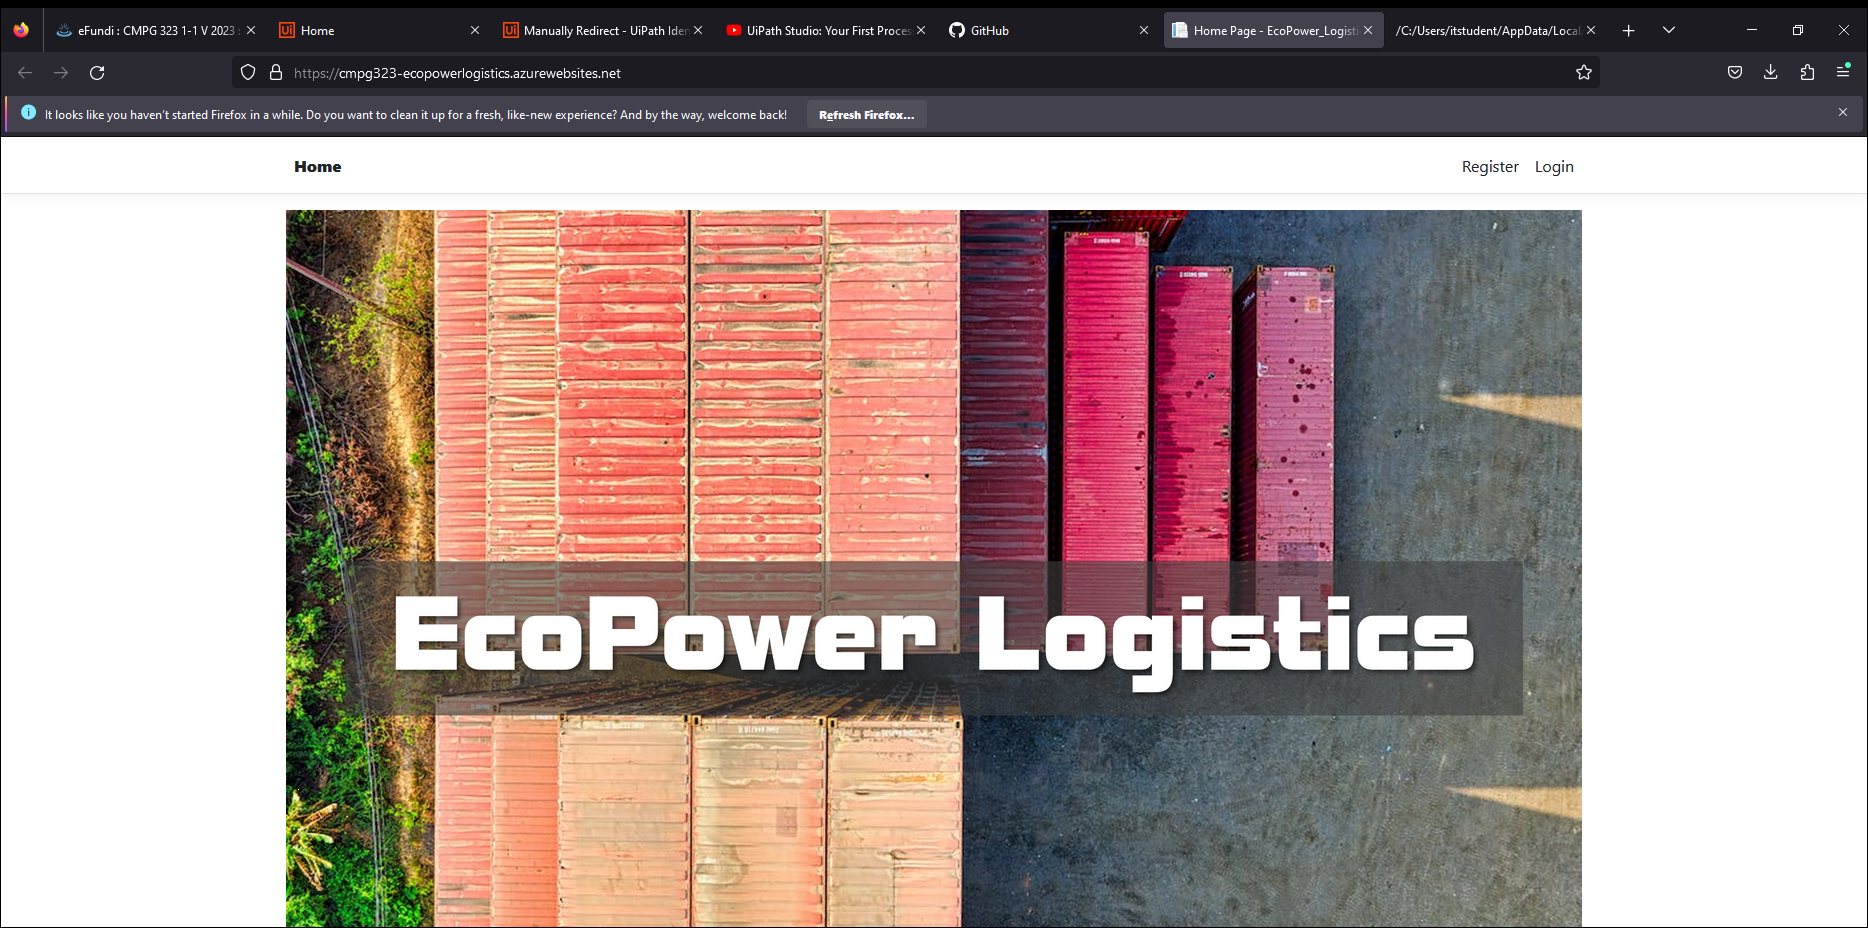 eFundi : CMPG 323 1-1 V 2023 :
Home
Manually Redirect - UiPath Iden
UiPath Studio: Your First Proces
GitHub
Home Page - EcoPower_Logisti
/C:/Users/itstudent/AppData/Local/
https://cmpg323-ecopowerlogistics.azurewebsites.net
It looks like you haven't started Firefox in a while. Do you want to clean it up for a fresh, like-new experience? And by the way, welcome back!
Refresh Firefox...
Home
Register
Login
EcoPower Logistics